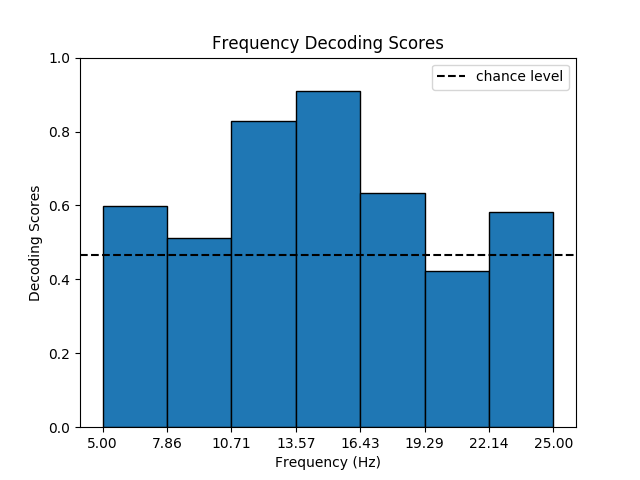 Frequency Decoding Scores
1.0
chance level
0.8
0.6
0.4
0.2
0.0
Decoding Scores
5.00 7.86 10.71 13.57 16.43 19.29 22.14 25.00
Frequency (Hz)